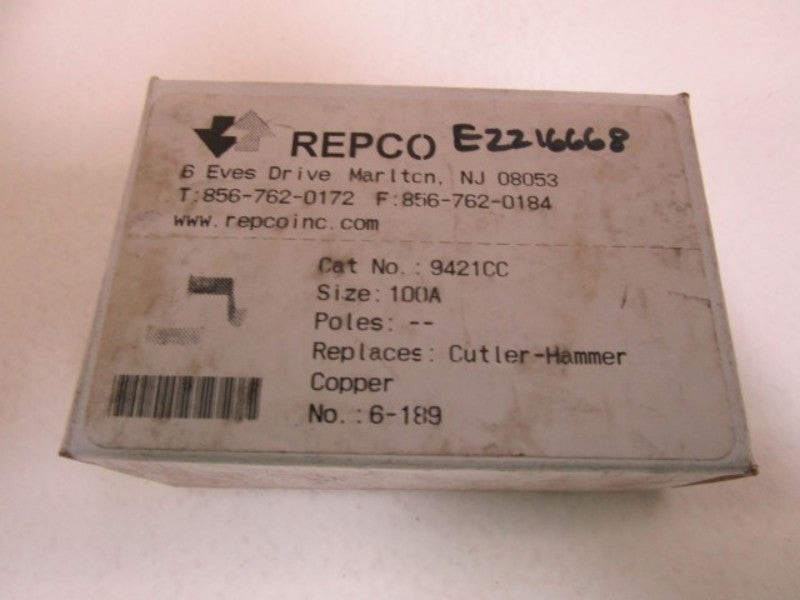 REPCO E2216668
6 Eves Drive Marlton, NJ 08053
T:856-762-0172 F:856-762-0184
www.repcoinc.com
Cat No.: 9421CC
Size: 100A
Poles: --
Replaces: Cutler-Hammer
Copper
No.: 6-189